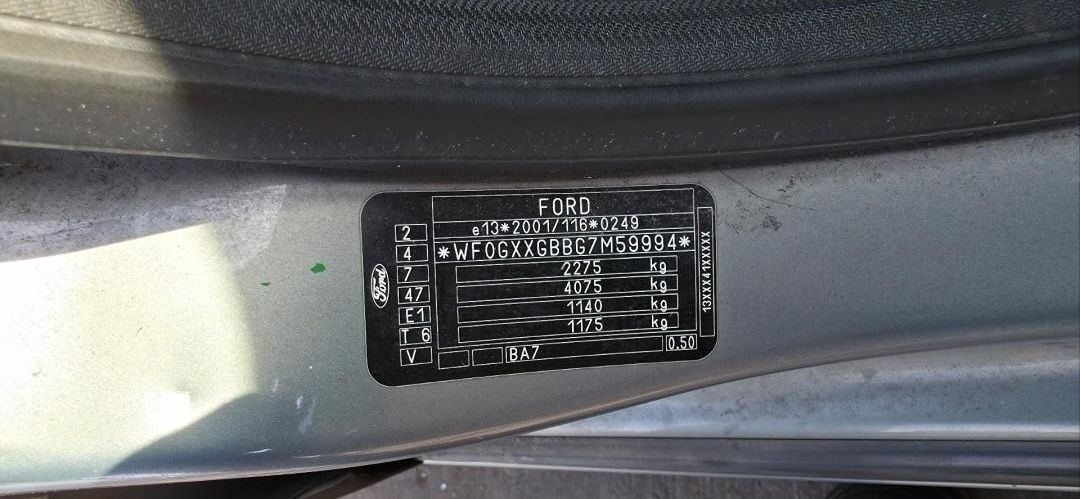 FORD
e13*2001/116*0249
*WF0GXXGBBG7M59994*
2275 kg
4075 kg
1140 kg
1175 kg
BA7 0.50
2
4
7
47
E1
T 6
V
Ford
13XXX41XXXXX